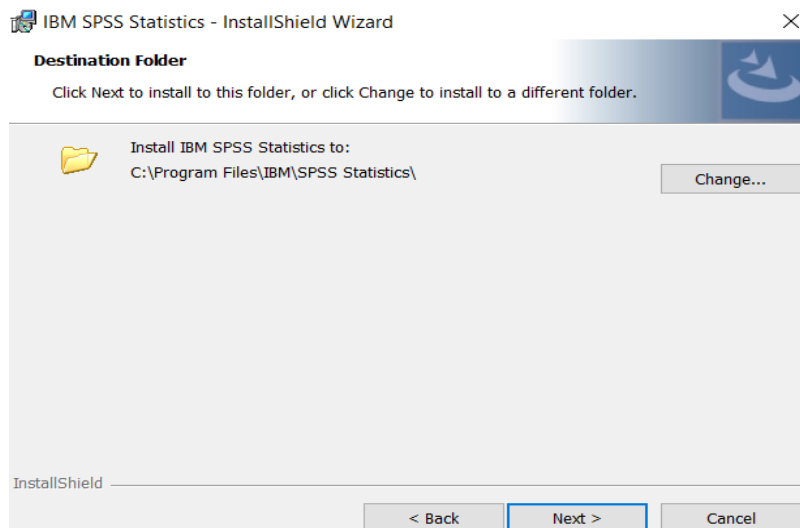 IBM SPSS Statistics - InstallShield Wizard
Destination Folder
Click Next to install to this folder, or click Change to install to a different folder.
Install IBM SPSS Statistics to:
C:\Program Files\IBM\SPSS Statistics\
Change...
InstallShield
< Back
Next >
Cancel